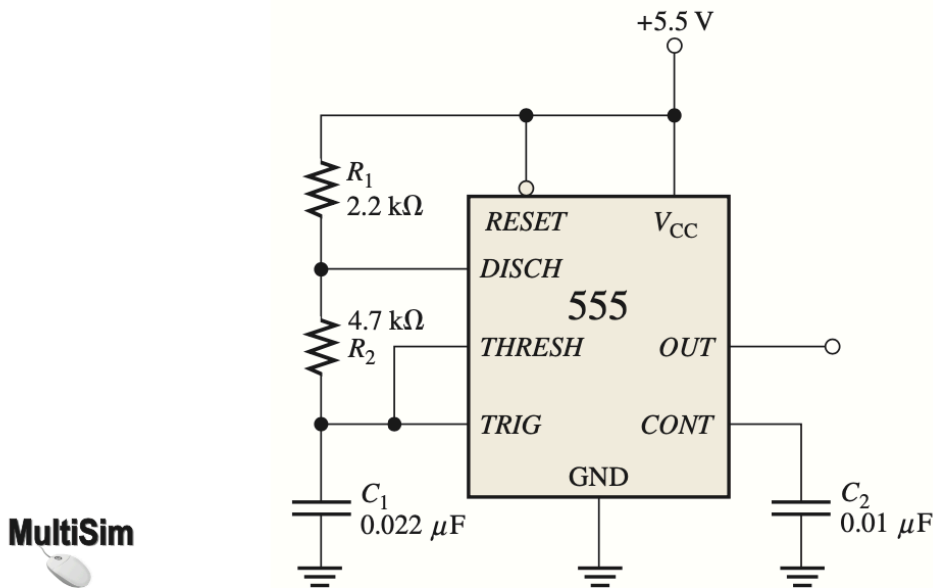 +5.5 V
R1
2.2 kΩ
RESET
VCC
DISCH
555
4.7 kΩ
R2
THRESH
OUT
TRIG
CONT
GND
C1
0.022 μF
C2
0.01 μF
MultiSim